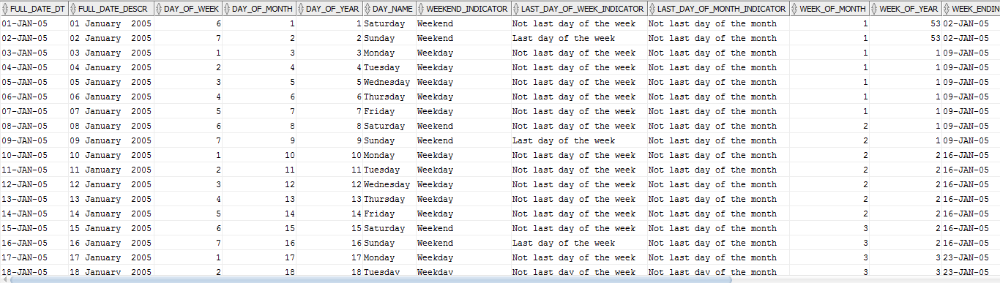 FULL_DATE_DT FULL_DATE_DESCR DAY_OF_WEEK DAY_OF_MONTH DAY_OF_YEAR DAY_NAME WEEKEND_INDICATOR LAST_DAY_OF_WEEK_INDICATOR LAST_DAY_OF_MONTH_INDICATOR WEEK_OF_MONTH WEEK_OF_YEAR WEEK_ENDIN
01-JAN-05 01 January 2005 6 1 1 Saturday Weekend Not last day of the week Not last day of the month 1 53 02-JAN-05
02-JAN-05 02 January 2005 7 2 2 Sunday Weekend Last day of the week Not last day of the month 1 53 02-JAN-05
03-JAN-05 03 January 2005 1 3 3 Monday Weekday Not last day of the week Not last day of the month 1 1 09-JAN-05
04-JAN-05 04 January 2005 2 4 4 Tuesday Weekday Not last day of the week Not last day of the month 1 1 09-JAN-05
05-JAN-05 05 January 2005 3 5 5 Wednesday Weekday Not last day of the week Not last day of the month 1 1 09-JAN-05
06-JAN-05 06 January 2005 4 6 6 Thursday Weekday Not last day of the week Not last day of the month 1 1 09-JAN-05
07-JAN-05 07 January 2005 5 7 7 Friday Weekday Not last day of the week Not last day of the month 1 1 09-JAN-05
08-JAN-05 08 January 2005 6 8 8 Saturday Weekend Not last day of the week Not last day of the month 2 1 09-JAN-05
09-JAN-05 09 January 2005 7 9 9 Sunday Weekend Last day of the week Not last day of the month 2 1 09-JAN-05
10-JAN-05 10 January 2005 1 10 10 Monday Weekday Not last day of the week Not last day of the month 2 2 16-JAN-05
11-JAN-05 11 January 2005 2 11 11 Tuesday Weekday Not last day of the week Not last day of the month 2 2 16-JAN-05
12-JAN-05 12 January 2005 3 12 12 Wednesday Weekday Not last day of the week Not last day of the month 2 2 16-JAN-05
13-JAN-05 13 January 2005 4 13 13 Thursday Weekday Not last day of the week Not last day of the month 2 2 16-JAN-05
14-JAN-05 14 January 2005 5 14 14 Friday Weekday Not last day of the week Not last day of the month 2 2 16-JAN-05
15-JAN-05 15 January 2005 6 15 15 Saturday Weekend Not last day of the week Not last day of the month 3 2 16-JAN-05
16-JAN-05 16 January 2005 7 16 16 Sunday Weekend Last day of the week Not last day of the month 3 2 16-JAN-05
17-JAN-05 17 January 2005 1 17 17 Monday Weekday Not last day of the week Not last day of the month 3 3 23-JAN-05
18-JAN-05 18 January 2005 2 18 18 Tuesday Weekday Not last day of the week Not last day of the month 3 3 23-JAN-05